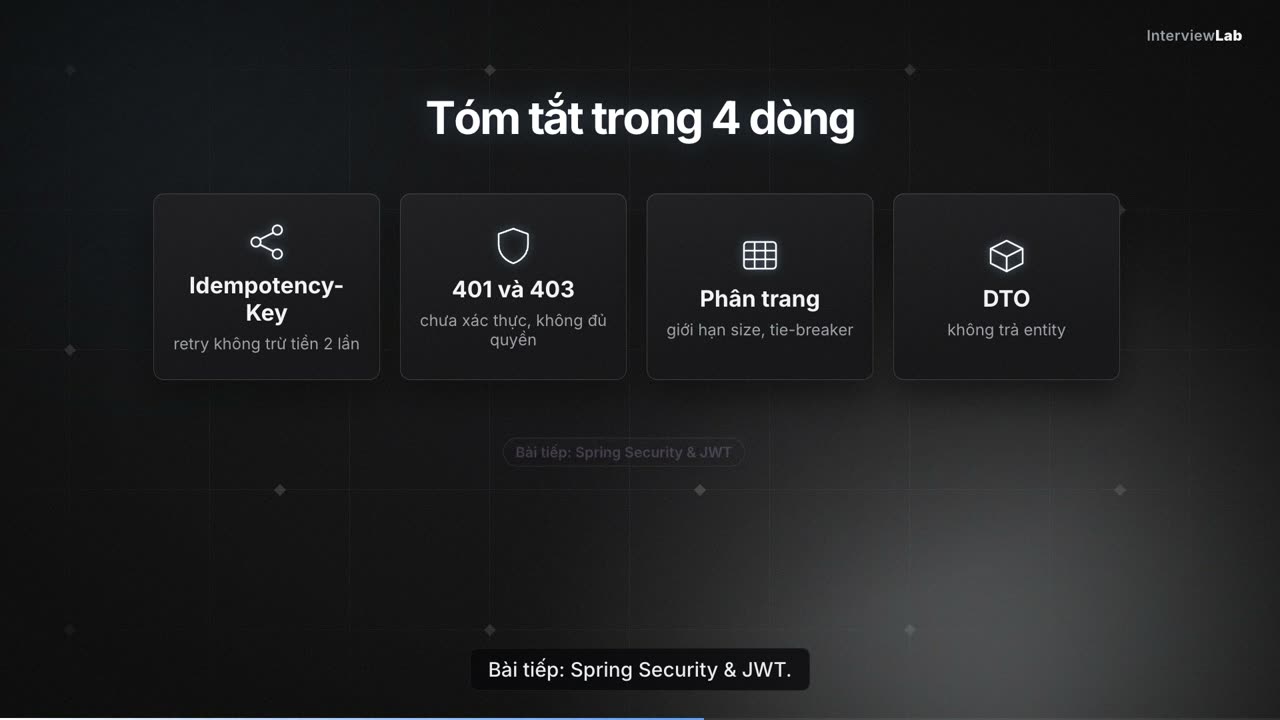 InterviewLab
Tóm tắt trong 4 dòng
Idempotency-
Key
retry không trừ tiền 2 lần
401 và 403
chưa xác thực, không đủ
quyền
Phân trang
giới hạn size, tie-breaker
DTO
không trả entity
Bài tiếp: Spring Security & JWT
Bài tiếp: Spring Security & JWT.